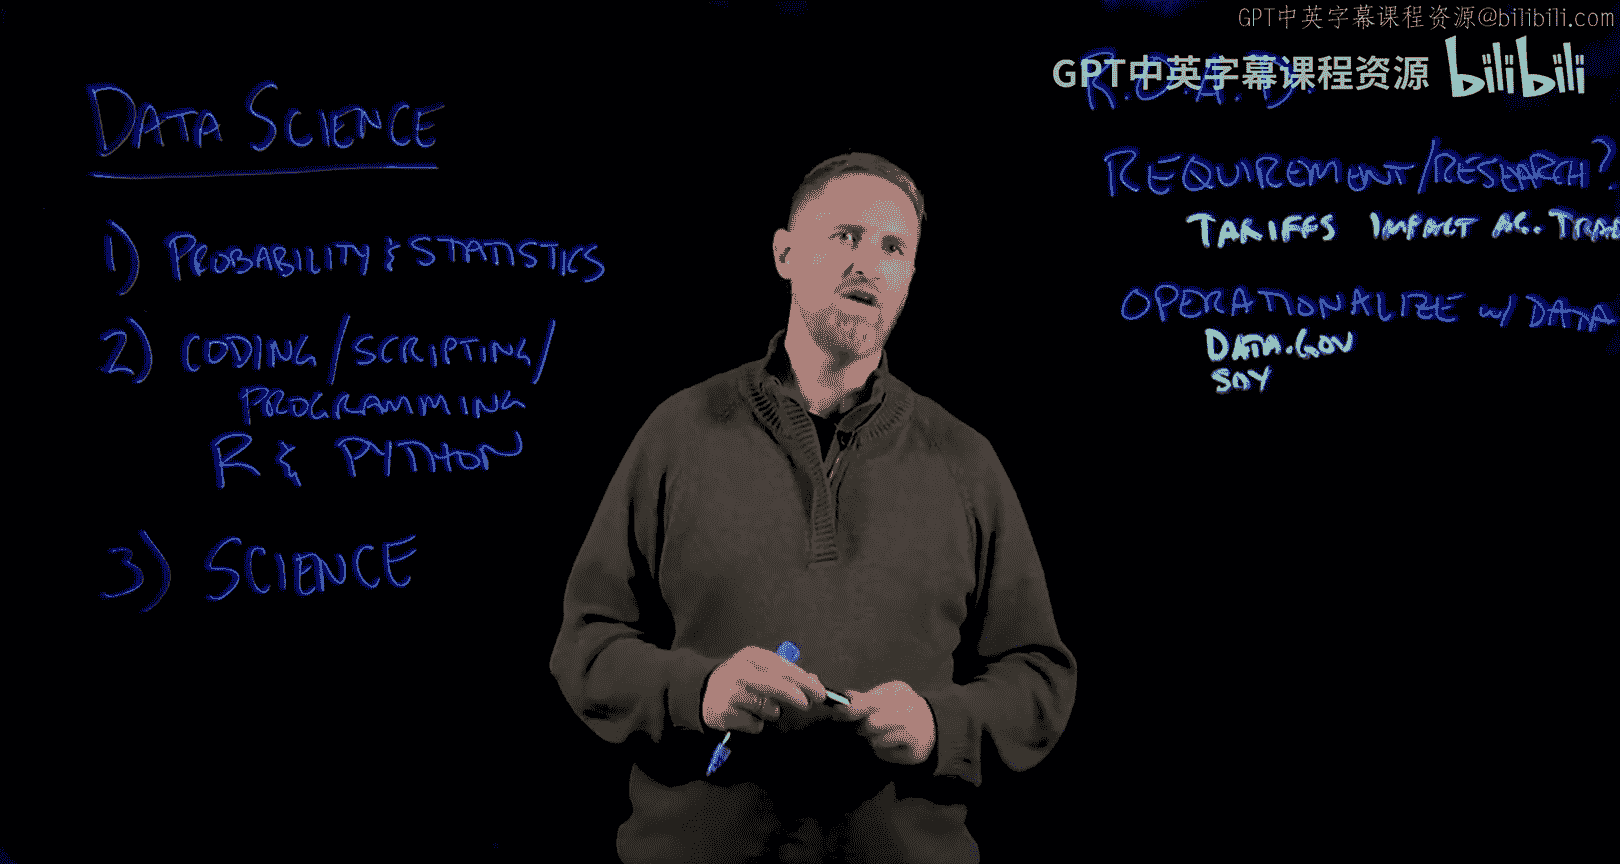 GPT中英字幕课程资源@bilibili.com
GPT中英字幕课程资源 bilibili
DATA SCIENCE
1) PROBABILITY & STATISTICS
2) CODING/SCRIPTING/
PROGRAMMING
R & PYTHON
3) SCIENCE
R.O.A.D.
REQUIREMENT/RESEARCH?
TARIFFS IMPACT AG. TRAD
OPERATIONALIZE w/ DATA
DATA.GOV
SOY